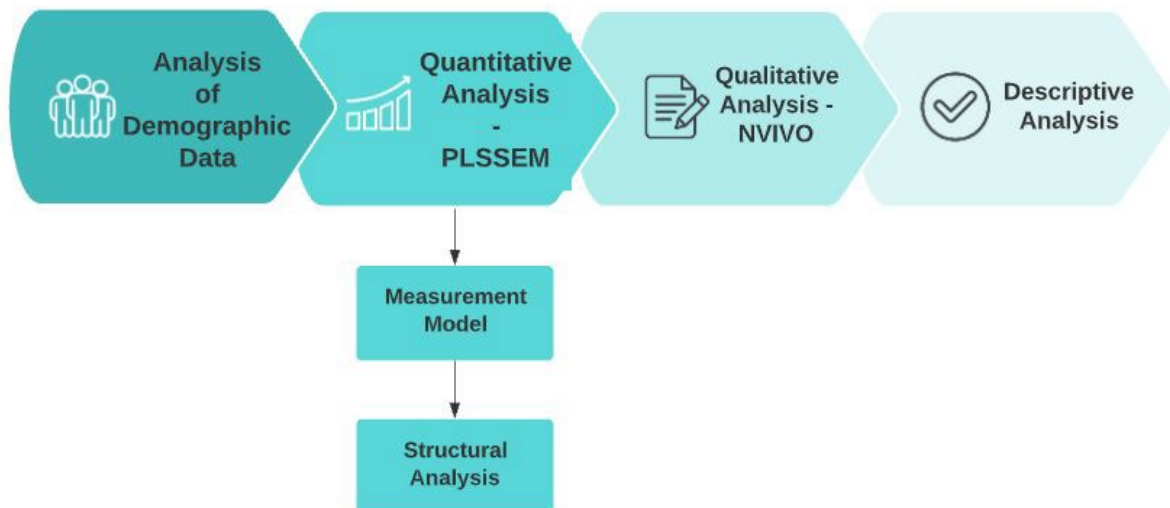 Analysis
of
Demographic
Data
Quantitative
Analysis
-
PLSSEM
Qualitative
Analysis -
NVIVO
Descriptive
Analysis
Measurement
Model
Structural
Analysis